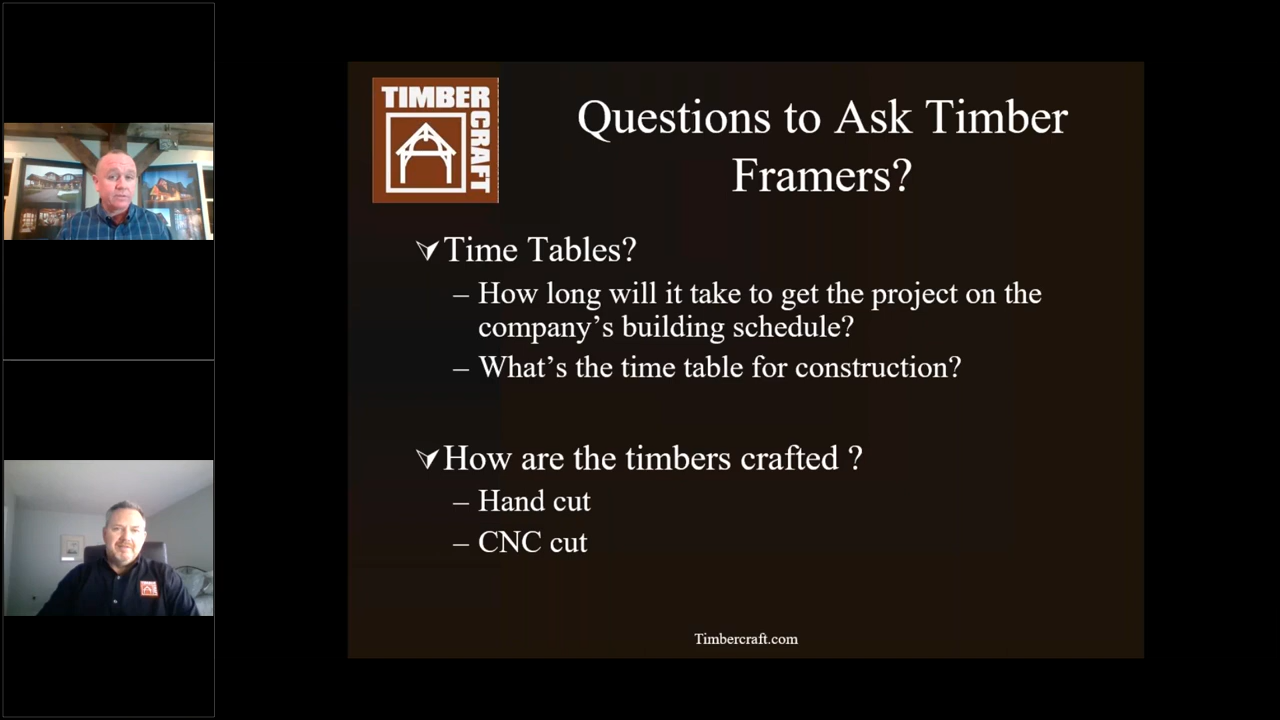 TIMBER
CRAFT
Questions to Ask Timber
Framers?
⮚Time Tables?
– How long will it take to get the project on the
company’s building schedule?
– What’s the time table for construction?
⮚How are the timbers crafted ?
– Hand cut
– CNC cut
Timbercraft.com